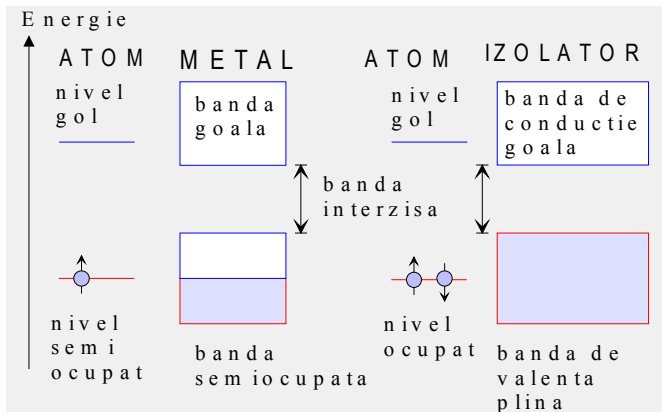 Energie
ATOM
METAL
ATOM
IZOLATOR
nivel
gol
banda
goala
nivel
gol
banda de
conductie
goala
banda
interzisa
nivel
semi
ocupat
banda
semiocupata
nivel
ocupat
banda de
valenta
plina